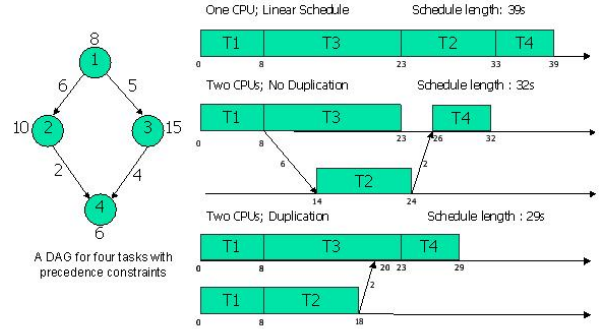 One CPU; Linear Schedule Schedule length: 39s
T1 T3 T2 T4
0 8 23 33 39
Two CPUs; No Duplication Schedule length : 32s
T1 T3 T4
0 8 23 26 32
6 2
T2
14 24
Two CPUs; Duplication Schedule length : 29s
T1 T3 T4
0 8 20 23 29
2
T1 T2
0 8 18
8
1
6 5
10 2 3 15
2 4
4
6
A DAG for four tasks with
precedence constraints